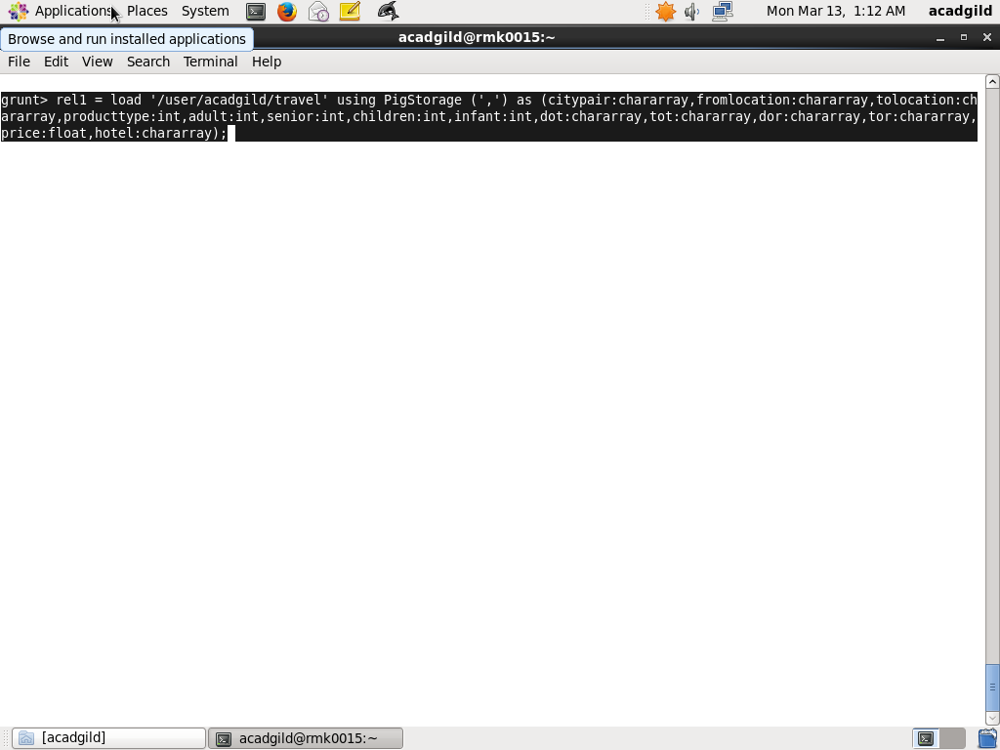 Applications Places System Mon Mar 13, 1:12 AM acadgild
Browse and run installed applications
acadgild@rmk0015:~
File Edit View Search Terminal Help
grunt> rel1 = load '/user/acadgild/travel' using PigStorage (',') as (citypair:chararray,fromlocation:chararray,tolocation:ch
ararray,producttype:int,adult:int,senior:int,children:int,infant:int,dot:chararray,tot:chararray,dor:chararray,tor:chararray,
price:float,hotel:chararray);
[acadgild] acadgild@rmk0015:~